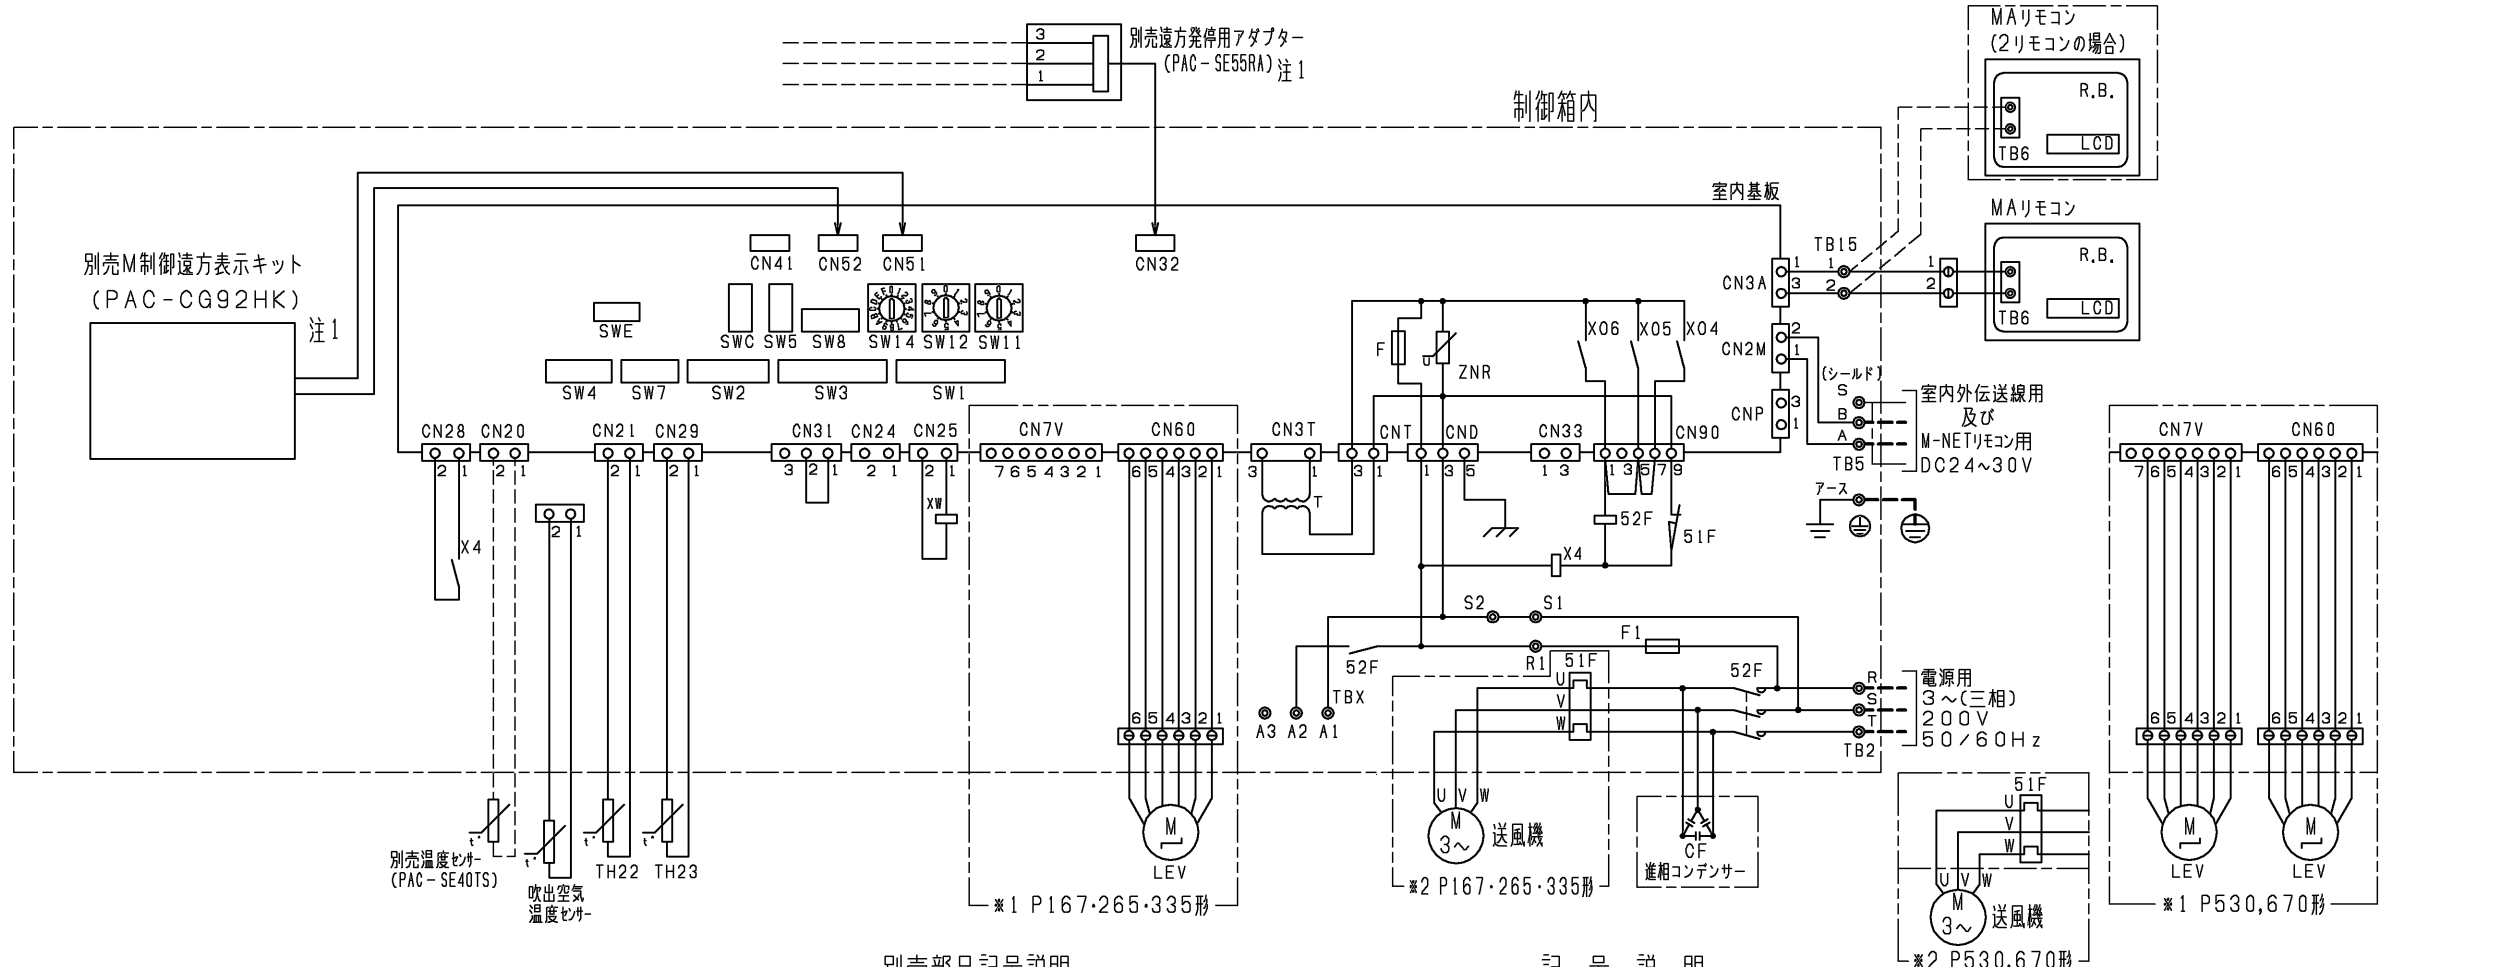 3
2
1
別売遠方発停用アダプター
(PAC-SE55RA) 注1
MAリモコン
(2リモコンの場合)
R.B.
LCD
TB6
制御箱内
室内基板
MAリモコン
R.B.
LCD
TB6
別売M制御遠方表示キット
(PAC-CG92HK)
注1
CN41
CN52
CN51
CN32
SWE
SWC
SW5
SW8
SW14
SW12
SW11
SW4
SW7
SW2
SW3
SW1
CN3A
1
3
TB15
1
2
1
2
CN2M
2
1
CNP
3
1
F
U
ZNR
X06
X05
X04
(シールド)
S
B
A
TB5
室内外伝送線用
及び
M-NETリモコン用
DC24~30V
アース
CN28
2 1
CN20
2 1
CN21
2 1
CN29
2 1
CN31
3 2 1
CN24
2 1
CN25
2 1
CN7V
7 6 5 4 3 2 1
CN60
6 5 4 3 2 1
CN3T
3 1
CNT
3 1
CND
1 3 5
CN33
1 3
CN90
1 3 5 7 9
CN7V
7 6 5 4 3 2 1
CN60
6 5 4 3 2 1
2 1
X4
XW
T
52F
51F
X4
S2
S1
F1
R1
52F
51F
52F
TBX
A3 A2 A1
U
V
W
R
S
T
TB2
電源用
3~(三相)
200V
50/60Hz
6 5 4 3 2 1
6 5 4 3 2 1
6 5 4 3 2 1
t°
別売温度センサー
(PAC-SE40TS)
t°
吹出空気
温度センサー
t°
TH22
t°
TH23
M
LEV
※1 P167・265・335形
U V W
M
3~
送風機
※2 P167・265・335形
CF
進相コンデンサー
51F
U
V
W
U V W
M
3~
送風機
※2 P530,670形
M
LEV
M
LEV
※1 P530,670形
別売部品記号説明
記号説明